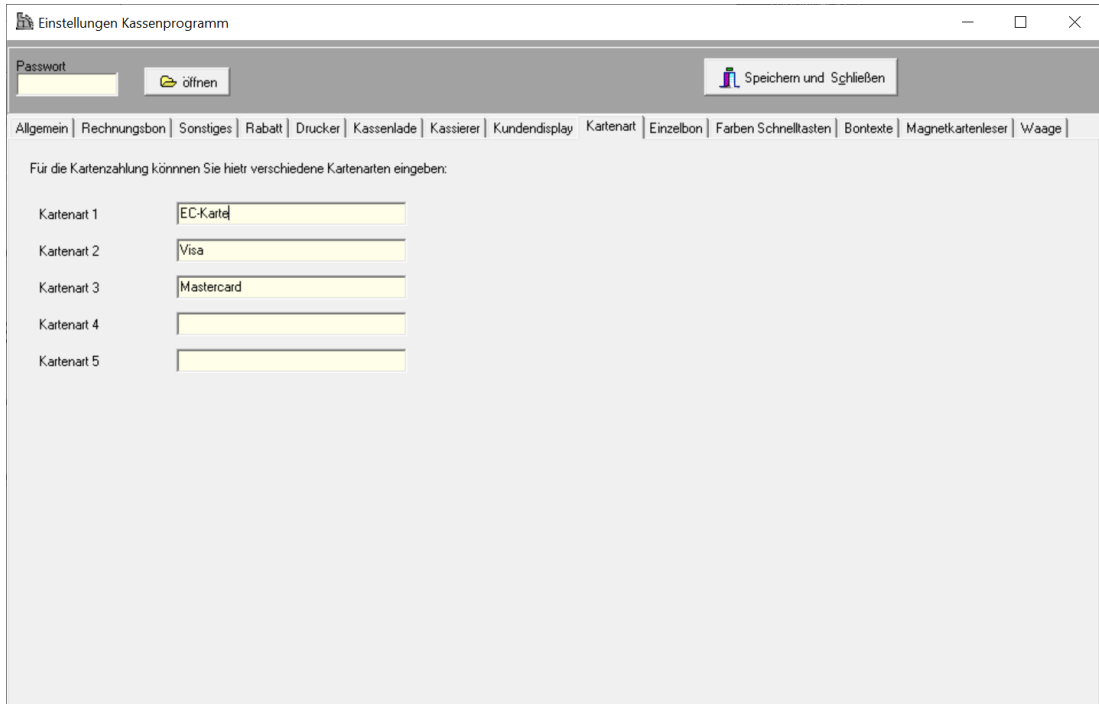 Einstellungen Kassenprogramm
Passwort
öffnen
Speichern und Schließen
Allgemein Rechnungsbon Sonstiges Rabatt Drucker Kassenlade Kassierer Kundendisplay Kartenart Einzelbon Farben Schnelltasten Bontexte Magnetkartenleser Waage
Für die Kartenzahlung könnnen Sie hietr verschiedene Kartenarten eingeben:
Kartenart 1 EC-Karte
Kartenart 2 Visa
Kartenart 3 Mastercard
Kartenart 4
Kartenart 5